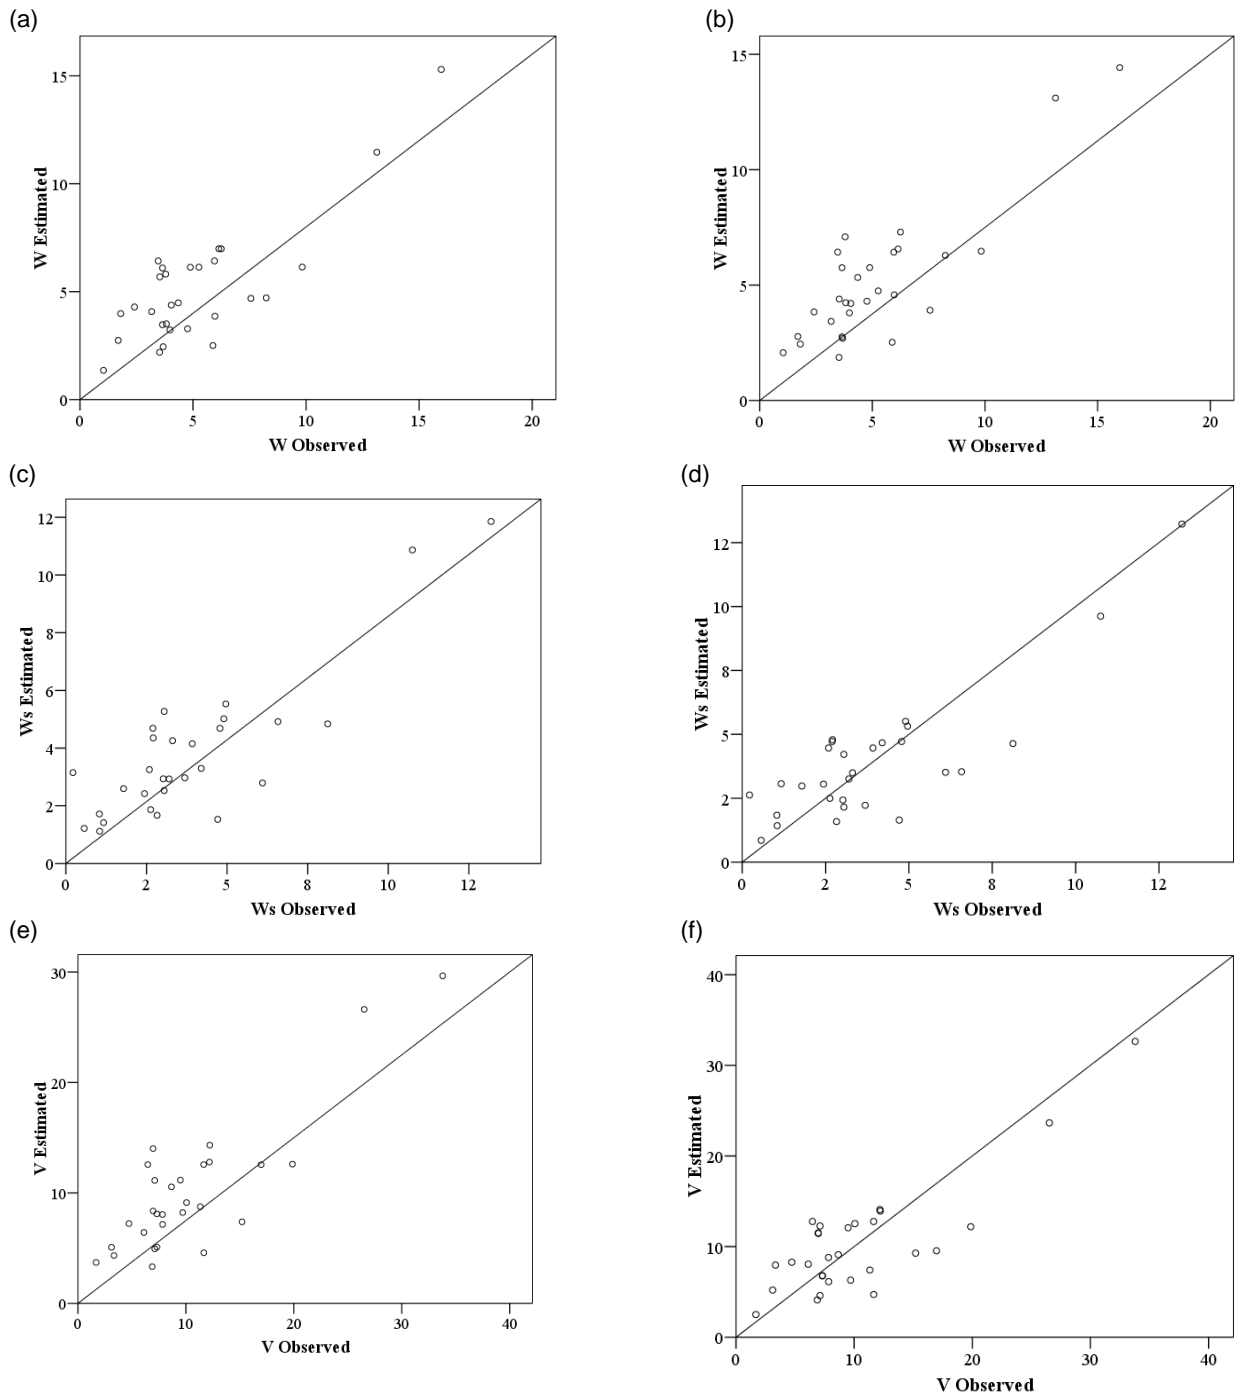 (a)
15
10
5
0
W Estimated
0 5 10 15 20
W Observed
(b)
15
10
5
0
W Estimated
0 5 10 15 20
W Observed
(c)
12
10
8
6
4
2
0
Ws Estimated
0 2 5 8 10 12
Ws Observed
(d)
12
10
8
5
2
0
Ws Estimated
0 2 5 8 10 12
Ws Observed
(e)
30
20
10
0
V Estimated
0 10 20 30 40
V Observed
(f)
40
30
20
10
0
V Estimated
0 10 20 30 40
V Observed